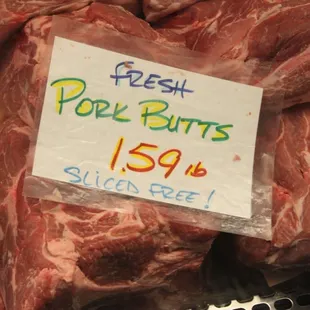 FRESH
PORK BUTTS
1.59 lb
SLICED FREE!